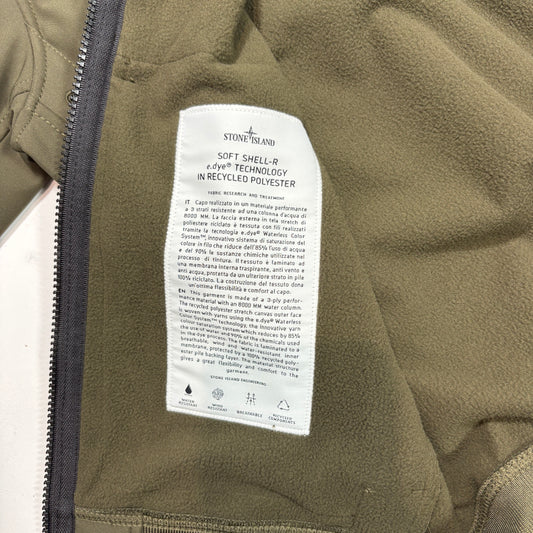 STONE ISLAND
SOFT SHELL-R
e.dye® TECHNOLOGY
IN RECYCLED POLYESTER
FABRIC RESEARCH AND TREATMENT
IT Capo realizzato in un materiale performante
a 3 strati resistente ad una colonna d'acqua di
8000 MM. La faccia esterna in tela stretch di
poliestere riciclato è tessuta con fili realizzati
tramite la tecnologia e.dye® Waterless Color
System™, innovativo sistema di saturazione del
colore in filo che riduce dell'85% l'uso di acqua
e del 90% le sostanze chimiche utilizzate nel
processo di tintura. Il tessuto è laminato ad
una membrana interna traspirante, anti vento e
anti acqua, protetta da un ulteriore strato in pile
100% riciclato. La costruzione del tessuto dona
un'ottima flessibilità e comfort al capo.
EN This garment is made of a 3-ply perfor-
mance material with an 8000 MM water column.
The recycled polyester stretch canvas outer face
is woven with yarns using the e.dye® Waterless
Color System™ technology, the innovative yarn
colour saturation system which reduces by 85%
the use of water and 90% of the chemicals used
in the dye process. The fabric is laminated to a
breathable, wind and water-resistant inner
membrane, protected by a 100% recycled poly-
ester pile backing layer. The material structure
gives a great flexibility and comfort to the
garment.
STONE ISLAND ENGINEERING
WATER
RESISTANT
WIND
RESISTANT
BREATHABLE
RECYCLED
COMPONENTS